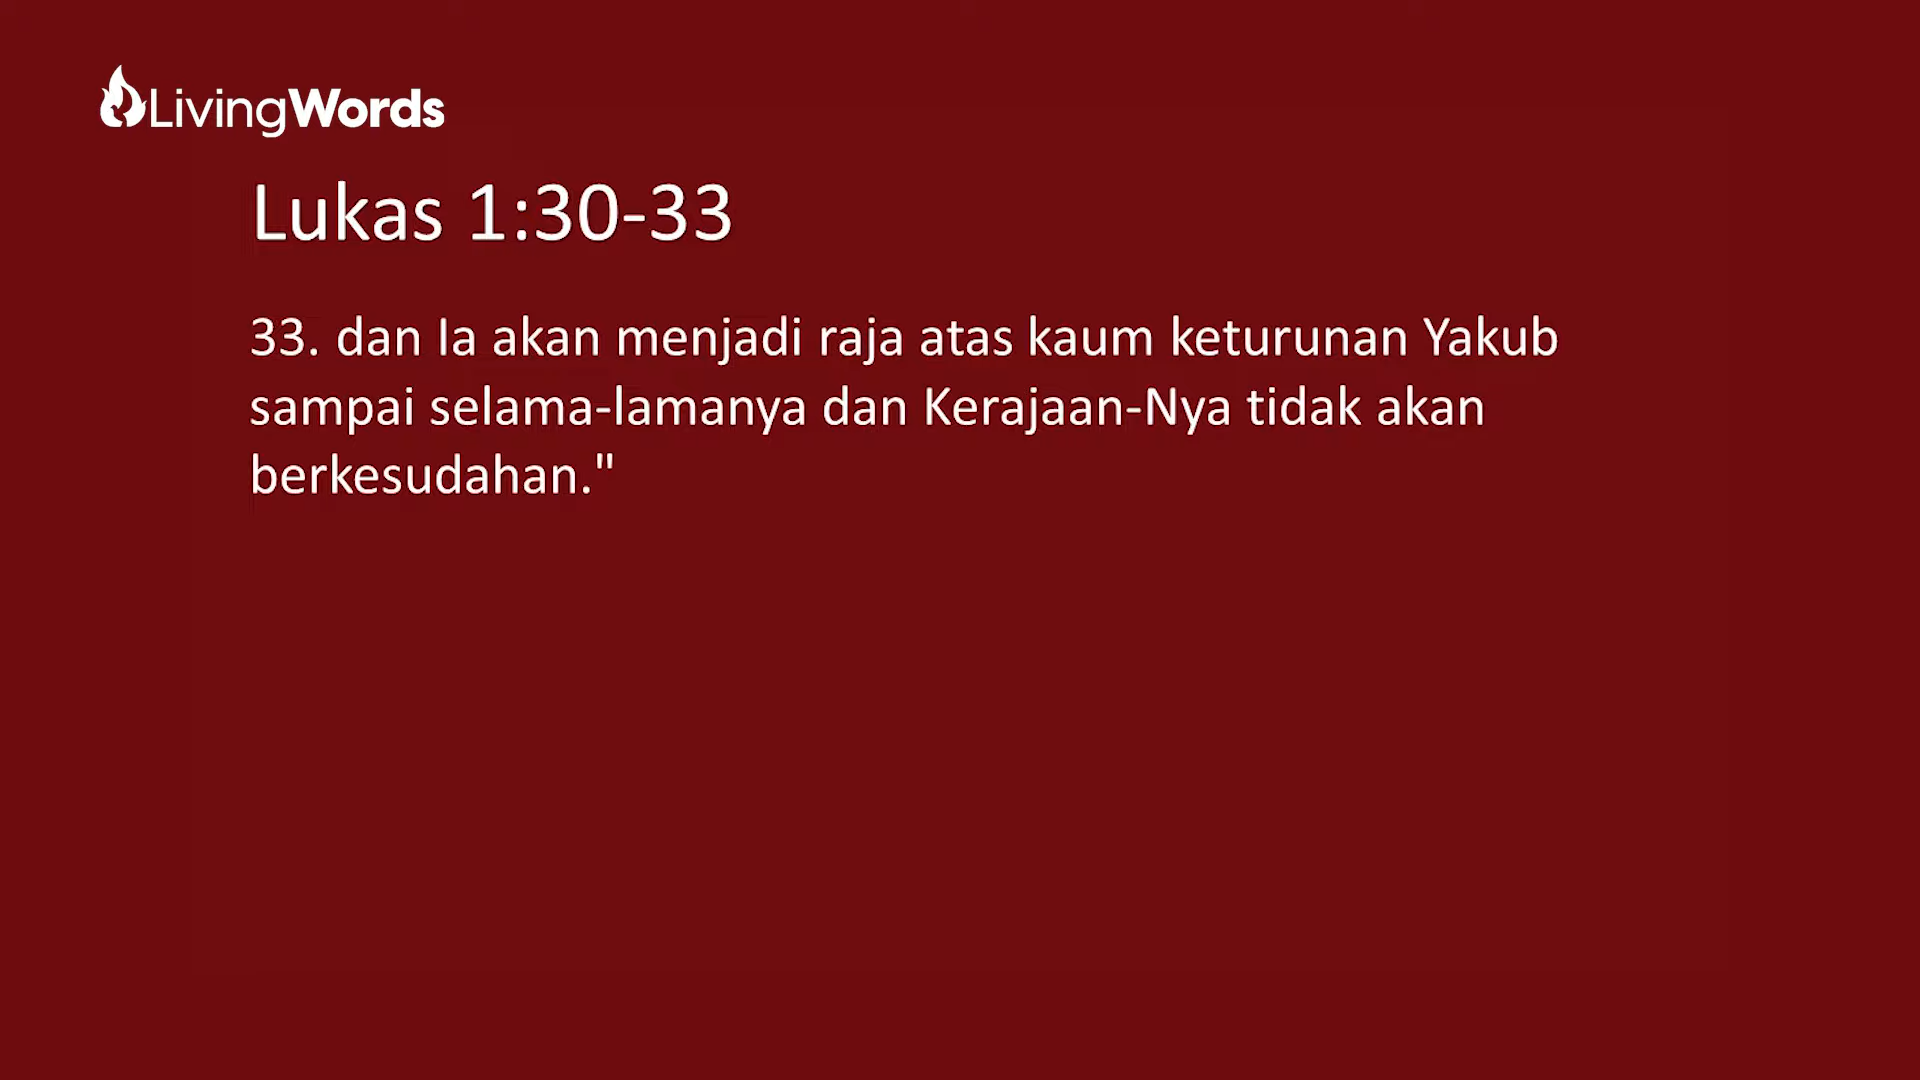 LivingWords
Lukas 1:30-33
33. dan Ia akan menjadi raja atas kaum keturunan Yakub
sampai selama-lamanya dan Kerajaan-Nya tidak akan
berkesudahan."